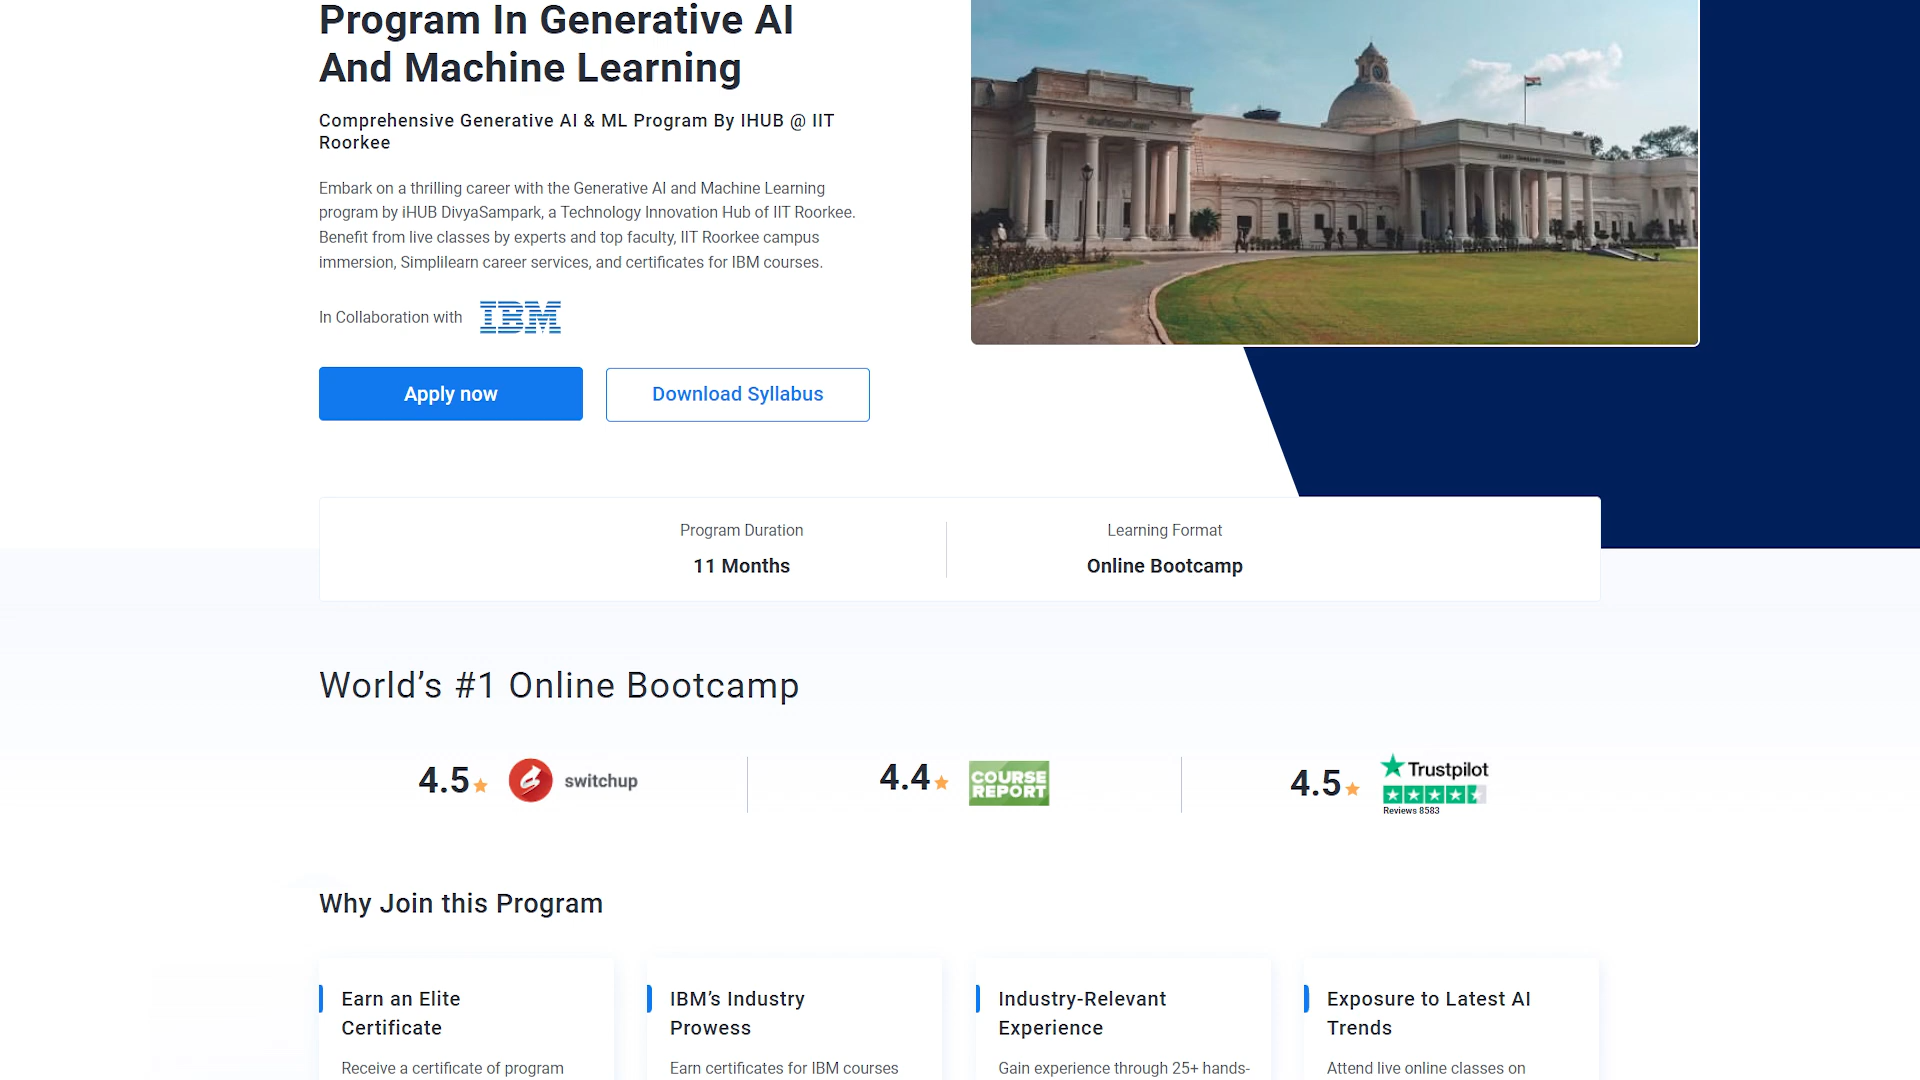 Program In Generative AI
And Machine Learning
Comprehensive Generative AI & ML Program By IHUB @ IIT
Roorkee
Embark on a thrilling career with the Generative AI and Machine Learning
program by iHUB DivyaSampark, a Technology Innovation Hub of IIT Roorkee.
Benefit from live classes by experts and top faculty, IIT Roorkee campus
immersion, Simplilearn career services, and certificates for IBM courses.
In Collaboration with IBM
Apply now
Download Syllabus
Program Duration
11 Months
Learning Format
Online Bootcamp
World’s #1 Online Bootcamp
4.5 switchup
4.4 COURSE
REPORT
4.5 Trustpilot
Reviews 8583
Why Join this Program
Earn an Elite
Certificate
Receive a certificate of program
IBM’s Industry
Prowess
Earn certificates for IBM courses
Industry-Relevant
Experience
Gain experience through 25+ hands-
Exposure to Latest AI
Trends
Attend live online classes on